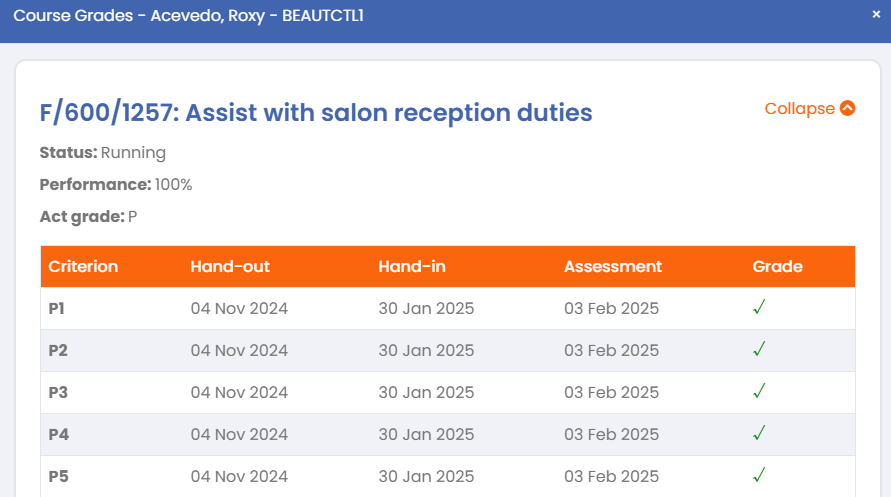 Course Grades - Acevedo, Roxy - BEAUTCTL1 ×
F/600/1257: Assist with salon reception duties Collapse
Status: Running
Performance: 100%
Act grade: P
Criterion Hand-out Hand-in Assessment Grade
P1 04 Nov 2024 30 Jan 2025 03 Feb 2025 ✓
P2 04 Nov 2024 30 Jan 2025 03 Feb 2025 ✓
P3 04 Nov 2024 30 Jan 2025 03 Feb 2025 ✓
P4 04 Nov 2024 30 Jan 2025 03 Feb 2025 ✓
P5 04 Nov 2024 30 Jan 2025 03 Feb 2025 ✓